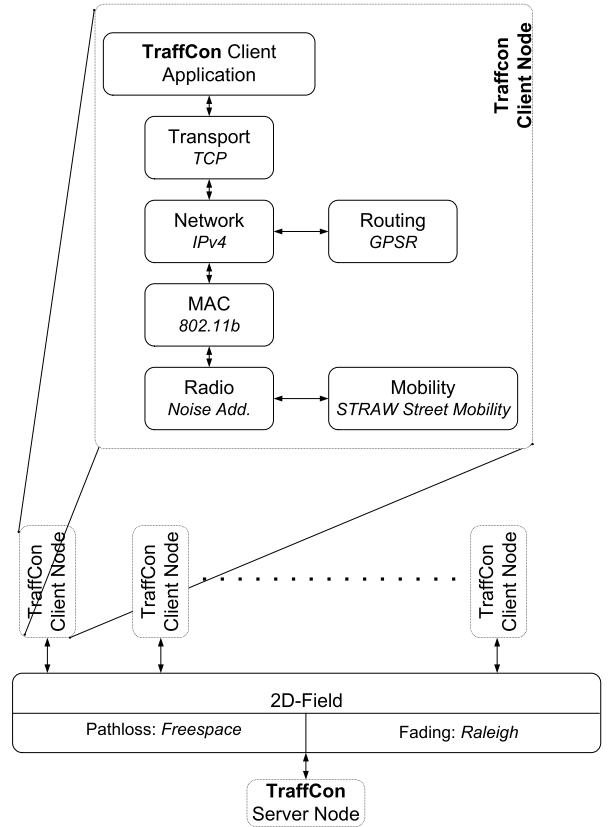 TraffCon Client
Application
Traffcon
Client Node
Transport
TCP
Network
IPv4
Routing
GPSR
MAC
802.11b
Radio
Noise Add.
Mobility
STRAW Street Mobility
TraffCon
Client Node
TraffCon
Client Node
TraffCon
Client Node
2D-Field
Pathloss: Freespace
Fading: Raleigh
TraffCon
Server Node